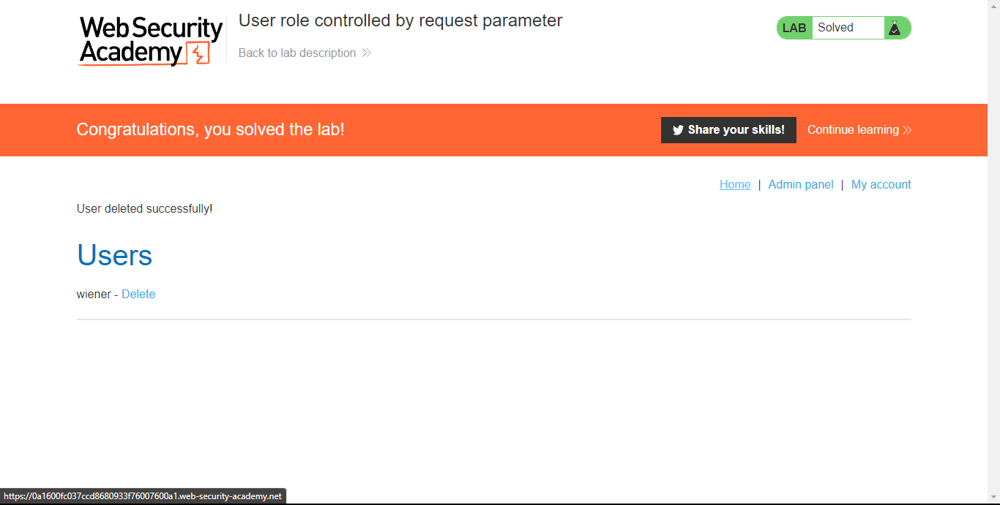 Web Security
Academy
User role controlled by request parameter
Back to lab description
LAB Solved
Congratulations, you solved the lab!
Share your skills!
Continue learning
Home | Admin panel | My account
User deleted successfully!
Users
wiener - Delete
https://0a1600fc037ccd8680933f76007600a1.web-security-academy.net